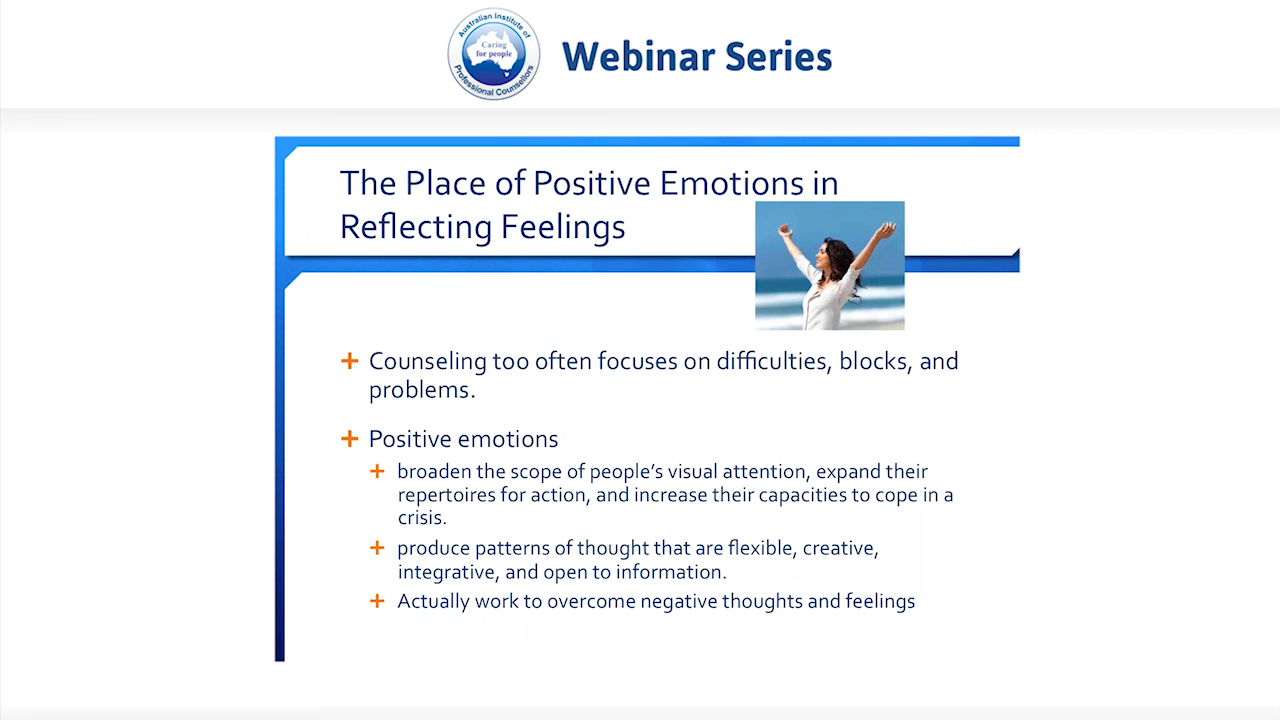 Australian Institute of
Caring
for people
Professional Counsellors
Webinar Series
The Place of Positive Emotions in
Reflecting Feelings
Counseling too often focuses on difficulties, blocks, and
problems.
Positive emotions
broaden the scope of people's visual attention, expand their
repertoires for action, and increase their capacities to cope in a
crisis.
produce patterns of thought that are flexible, creative,
integrative, and open to information.
Actually work to overcome negative thoughts and feelings